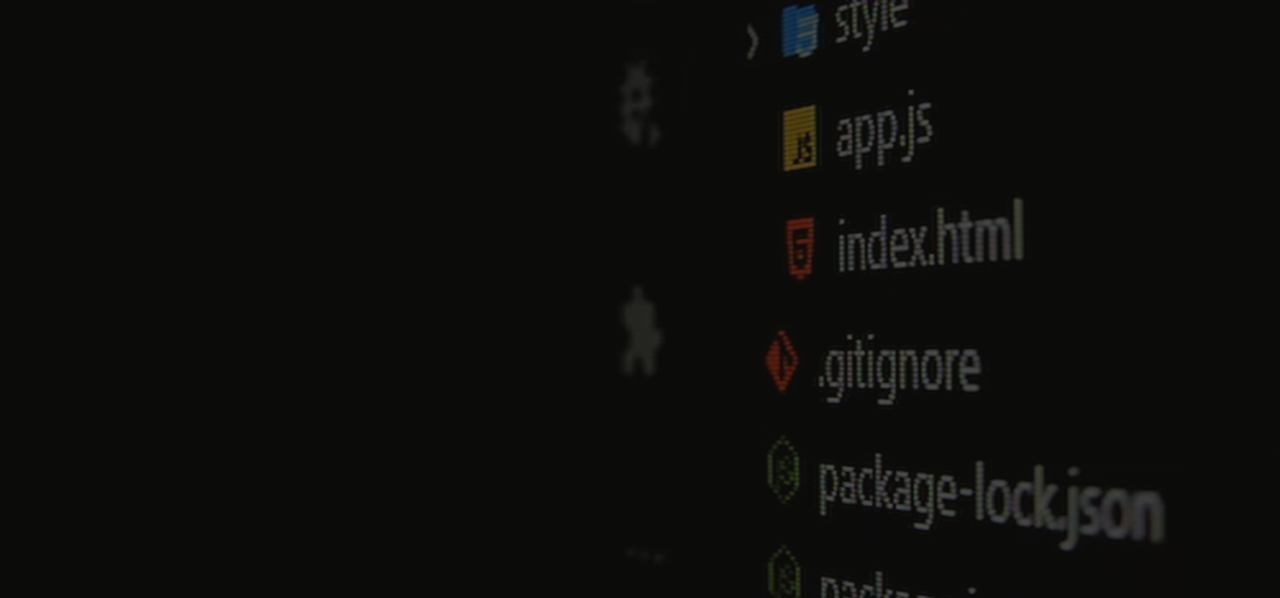 style
app.js
index.html
.gitignore
package-lock.json